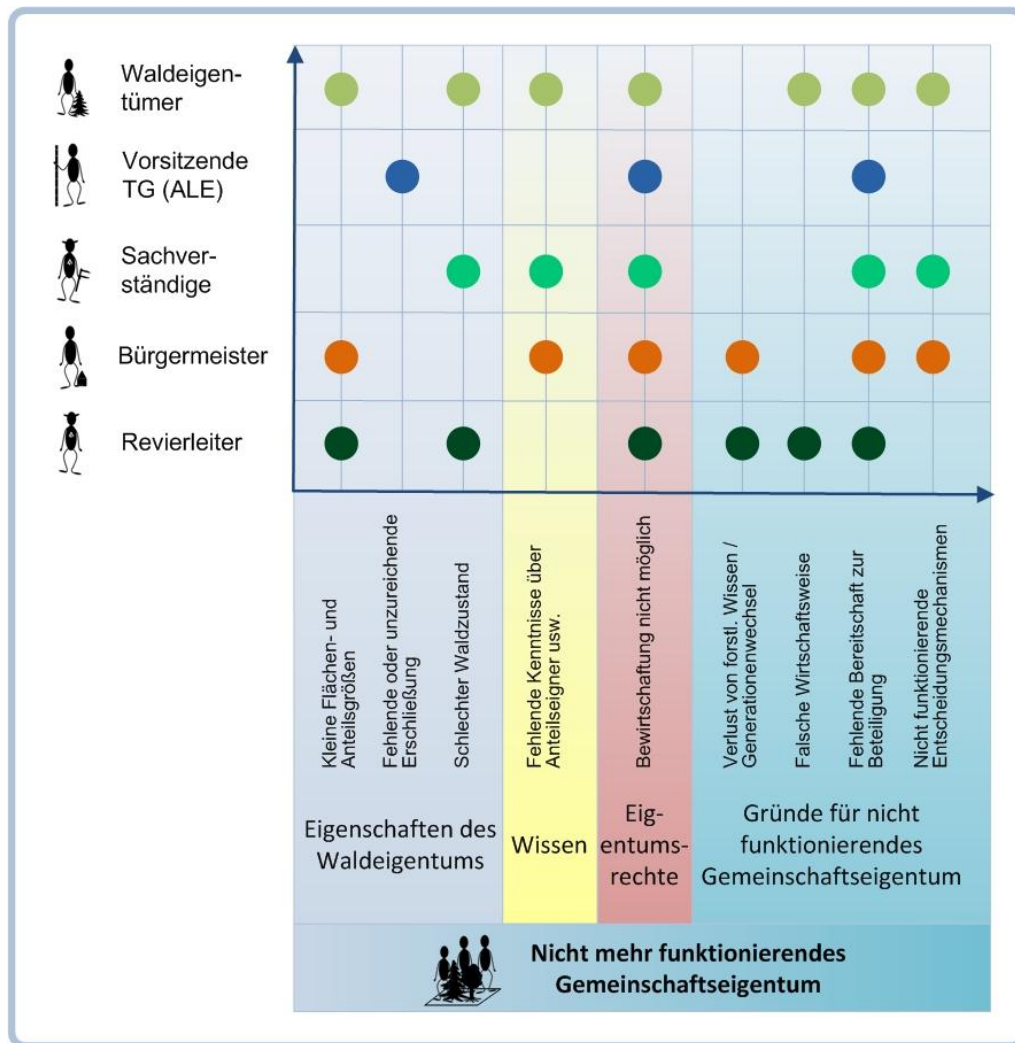 Waldeigen-
tümer
Vorsitzende
TG (ALE)
Sachver-
ständige
Bürgermeister
Revierleiter
Kleine Flächen- und
Anteilsgrößen
Fehlende oder unzureichende
Erschließung
Schlechter Waldzustand
Fehlende Kenntnisse über
Anteilseigner usw.
Bewirtschaftung nicht möglich
Verlust von forstl. Wissen /
Generationenwechsel
Falsche Wirtschaftsweise
Fehlende Bereitschaft zur
Beteiligung
Nicht funktionierende
Entscheidungsmechanismen
Eigenschaften des
Waldeigentums
Wissen
Eig-
entums-
rechte
Gründe für nicht
funktionierendes
Gemeinschaftseigentum
Nicht mehr funktionierendes
Gemeinschaftseigentum